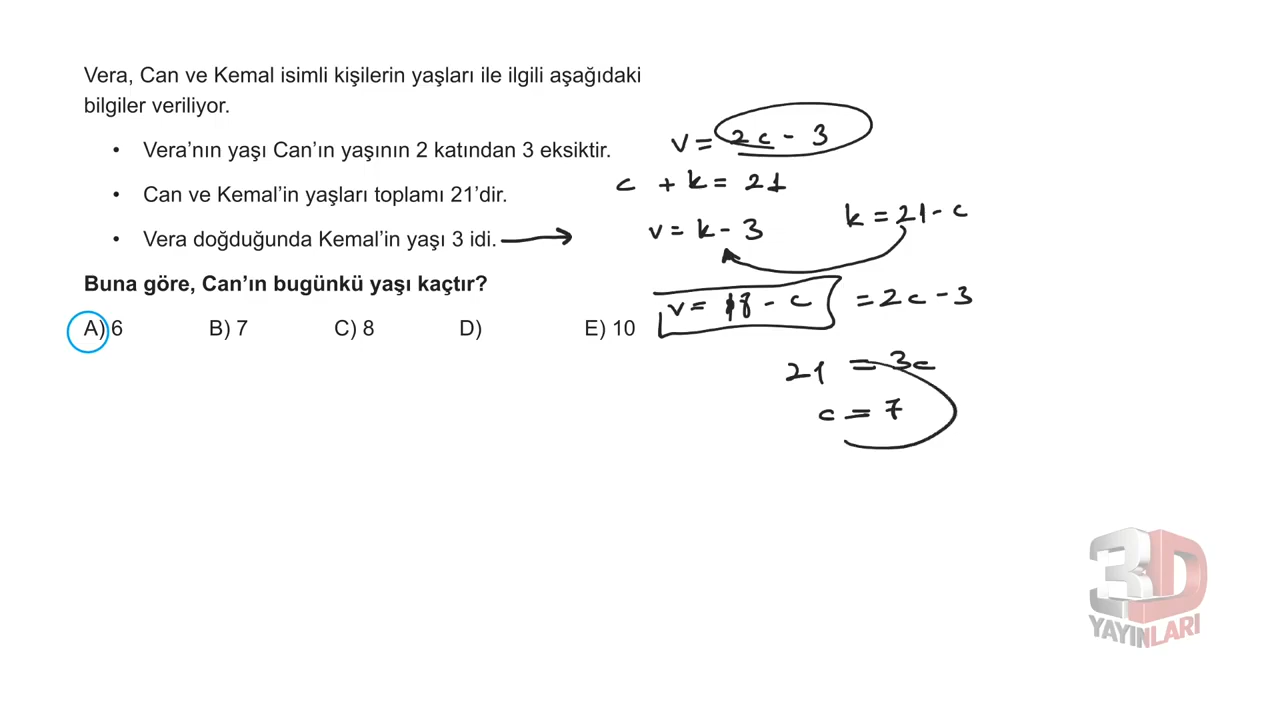 Vera, Can ve Kemal isimli kişilerin yaşları ile ilgili aşağıdaki
bilgiler veriliyor.
• Vera'nın yaşı Can'ın yaşının 2 katından 3 eksiktir.
• Can ve Kemal'in yaşları toplamı 21'dir.
• Vera doğduğunda Kemal'in yaşı 3 idi.
Buna göre, Can'ın bugünkü yaşı kaçtır?
A) 6 B) 7 C) 8 D) E) 10
v = 2c - 3
c + k = 21
v = k - 3
k = 21 - c
v = 18 - c = 2c - 3
21 = 3c
c = 7
3D
YAYINLARI